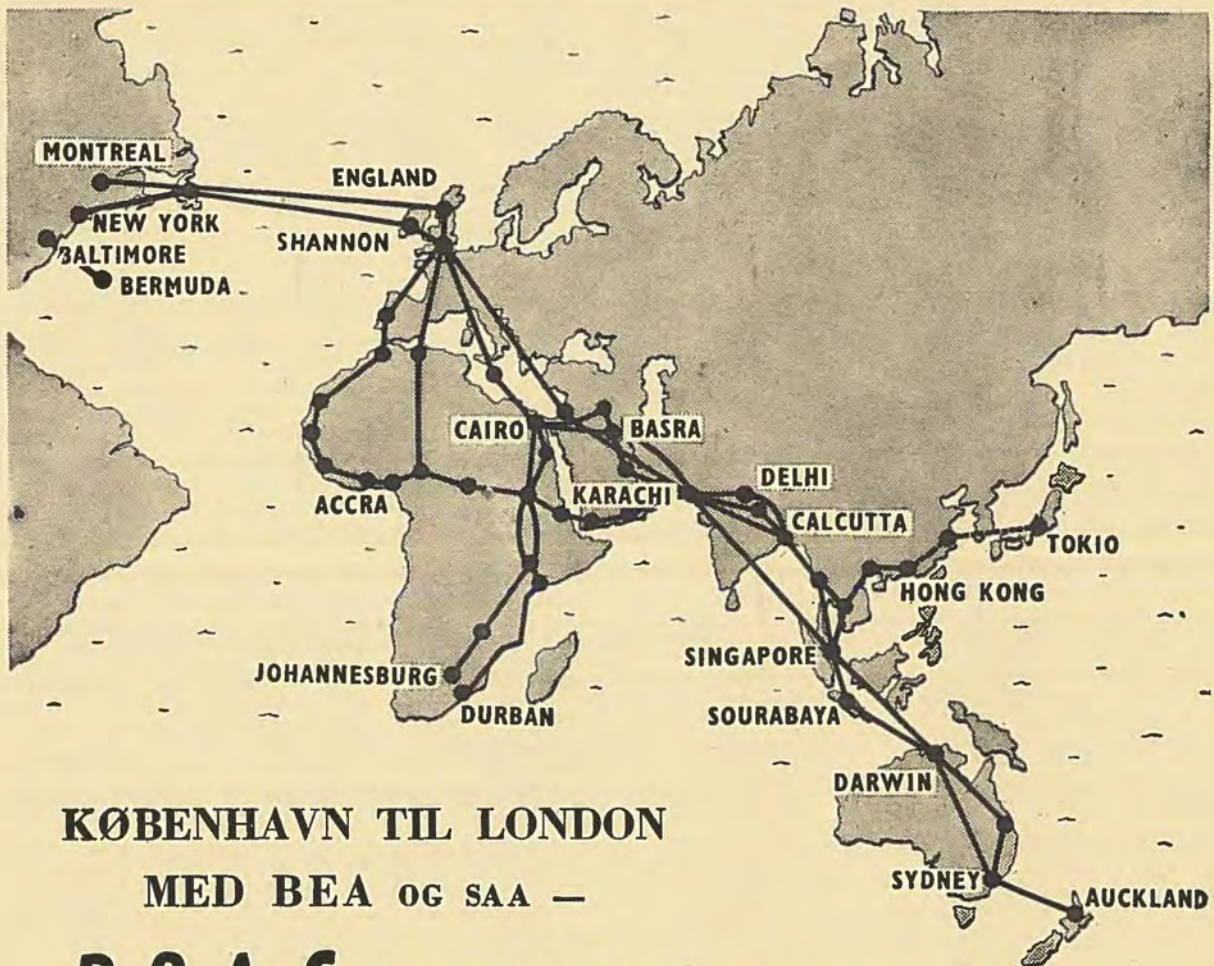 MONTREAL
ENGLAND
NEW YORK
SHANNON
BALTIMORE
BERMUDA
CAIRO
BASRA
DELHI
ACCRA
KARACHI
CALCUTTA
TOKIO
HONG KONG
SINGAPORE
JOHANNESBURG
DURBAN
SOURABAYA
DARWIN
SYDNEY
AUCKLAND
KØBENHAVN TIL LONDON
MED BEA OG SAA —